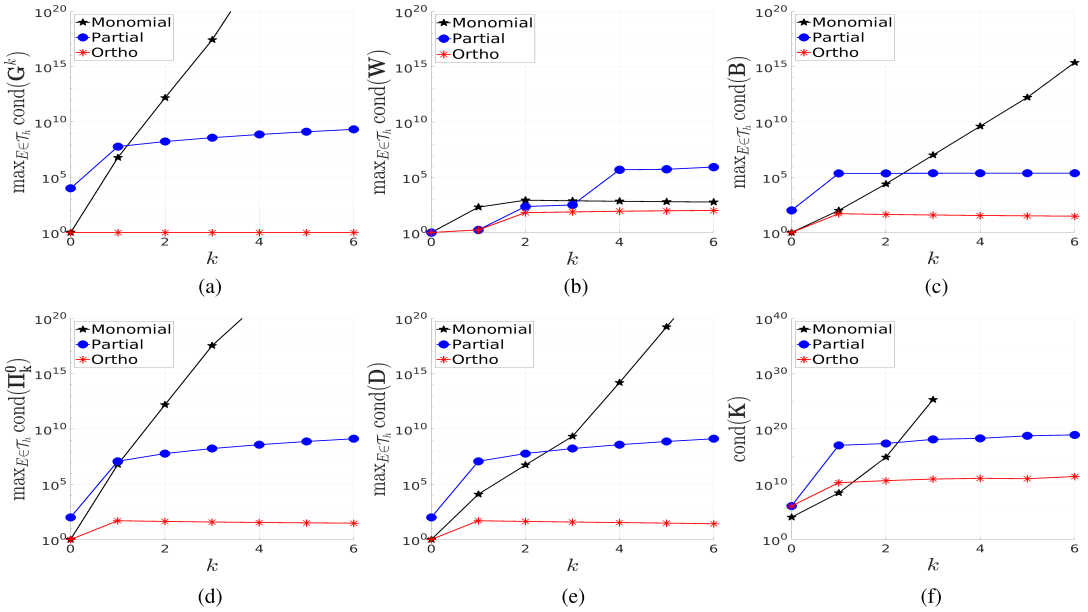 max_{E∈𝒯_h} cond(G^k)
10^20
10^15
10^10
10^5
10^0
Monomial
Partial
Ortho
0 2 4 6
k
(a)
max_{E∈𝒯_h} cond(W)
10^20
10^15
10^10
10^5
10^0
Monomial
Partial
Ortho
0 2 4 6
k
(b)
max_{E∈𝒯_h} cond(B)
10^20
10^15
10^10
10^5
10^0
Monomial
Partial
Ortho
0 2 4 6
k
(c)
max_{E∈𝒯_h} cond(Π^0_k)
10^20
10^15
10^10
10^5
10^0
Monomial
Partial
Ortho
0 2 4 6
k
(d)
max_{E∈𝒯_h} cond(D)
10^20
10^15
10^10
10^5
10^0
Monomial
Partial
Ortho
0 2 4 6
k
(e)
cond(K)
10^40
10^30
10^20
10^10
10^0
Monomial
Partial
Ortho
0 2 4 6
k
(f)